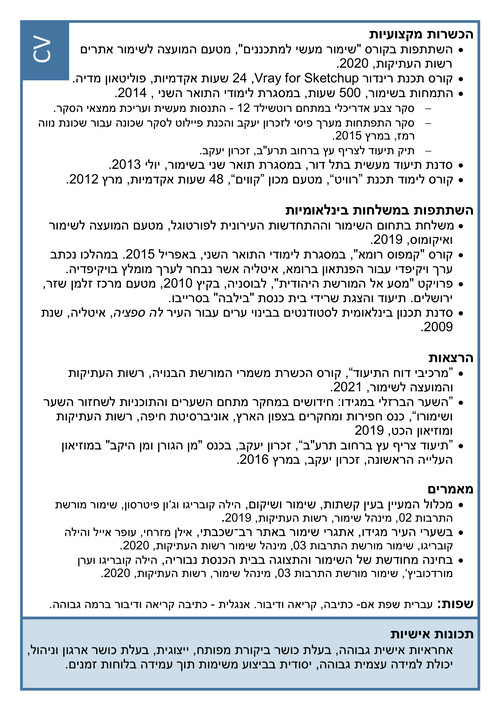 CV
הכשרות מקצועיות
• השתתפות בקורס "שימור מעשי למתכננים", מטעם המועצה לשימור אתרים
רשות העתיקות, 2020.
• קורס תכנת רינדור Vray for Sketchup, 24 שעות אקדמיות, פוליטאון מדיה.
• התמחות בשימור, 500 שעות, במסגרת לימודי התואר השני , 2014.
– סקר צבע אדריכלי במתחם רוטשילד 12 - התנסות מעשית ועריכת ממצאי הסקר.
– סקר התפתחות מערך פיסי לזכרון יעקב והכנת פיילוט לסקר שכונה עבור שכונת נווה
רמז, במרץ 2015.
– תיק תיעוד לצריף עץ ברחוב תרע"ב, זכרון יעקב.
• סדנת תיעוד מעשית בתל דור, במסגרת תואר שני בשימור, יולי 2013.
• קורס לימוד תכנת "רוויט", מטעם מכון "קווים", 48 שעות אקדמיות, מרץ 2012.
השתתפות במשלחות בינלאומיות
• משלחת בתחום השימור וההתחדשות העירונית לפורטוגל, מטעם המועצה לשימור
ואיקומוס, 2019.
• קורס "קמפוס רומא", במסגרת לימודי התואר השני, באפריל 2015. במהלכו נכתב
ערך ויקיפדי עבור הפנתאון ברומא, איטליה אשר נבחר לערך מומלץ בויקיפדיה.
• פרויקט "מסע אל המורשת היהודית", לבוסניה, בקיץ 2010, מטעם מרכז זלמן שזר,
ירושלים. תיעוד והצגת שרידי בית כנסת "בילבה" בסרייבו.
• סדנת תכנון בינלאומית לסטודנטים בבינוי ערים עבור העיר לה ספציה, איטליה, שנת
2009.
הרצאות
• "מרכיבי דוח התיעוד", קורס הכשרת משמרי המורשת הבנויה, רשות העתיקות
והמועצה לשימור, 2021.
• "השער הברזלי במגידו: חידושים במחקר מתחם השערים והתוכניות לשחזור השער
ושימורו", כנס חפירות ומחקרים בצפון הארץ, אוניברסיטת חיפה, רשות העתיקות
ומוזיאון הכט, 2019
• "תיעוד צריף עץ ברחוב תרע"ב", זכרון יעקב, בכנס "מן הגורן ומן היקב" במוזיאון
העלייה הראשונה, זכרון יעקב, במרץ 2016.
מאמרים
• מכלול המעיין בעין קשתות, שימור ושיקום, הילה קובריגו וג'ון פיטרסון, שימור מורשת
התרבות 02, מינהל שימור, רשות העתיקות, 2019.
• בשערי העיר מגידו, אתגרי שימור באתר רב־שכבתי, אילן מזרחי, עופר אייל והילה
קובריגו, שימור מורשת התרבות 03, מינהל שימור רשות העתיקות, 2020.
• בחינה מחודשת של השימור והתצוגה בבית הכנסת נבוריה, הילה קובריגו וערן
מורדכוביץ', שימור מורשת התרבות 03, מינהל שימור, רשות העתיקות, 2020.
שפות: עברית שפת אם- כתיבה, קריאה ודיבור. אנגלית - כתיבה קריאה ודיבור ברמה גבוהה.
תכונות אישיות
אחראיות אישית גבוהה, בעלת כושר ביקורת מפותח, ייצוגית, בעלת כושר ארגון וניהול,
יכולת למידה עצמית גבוהה, יסודית בביצוע משימות תוך עמידה בלוחות זמנים.